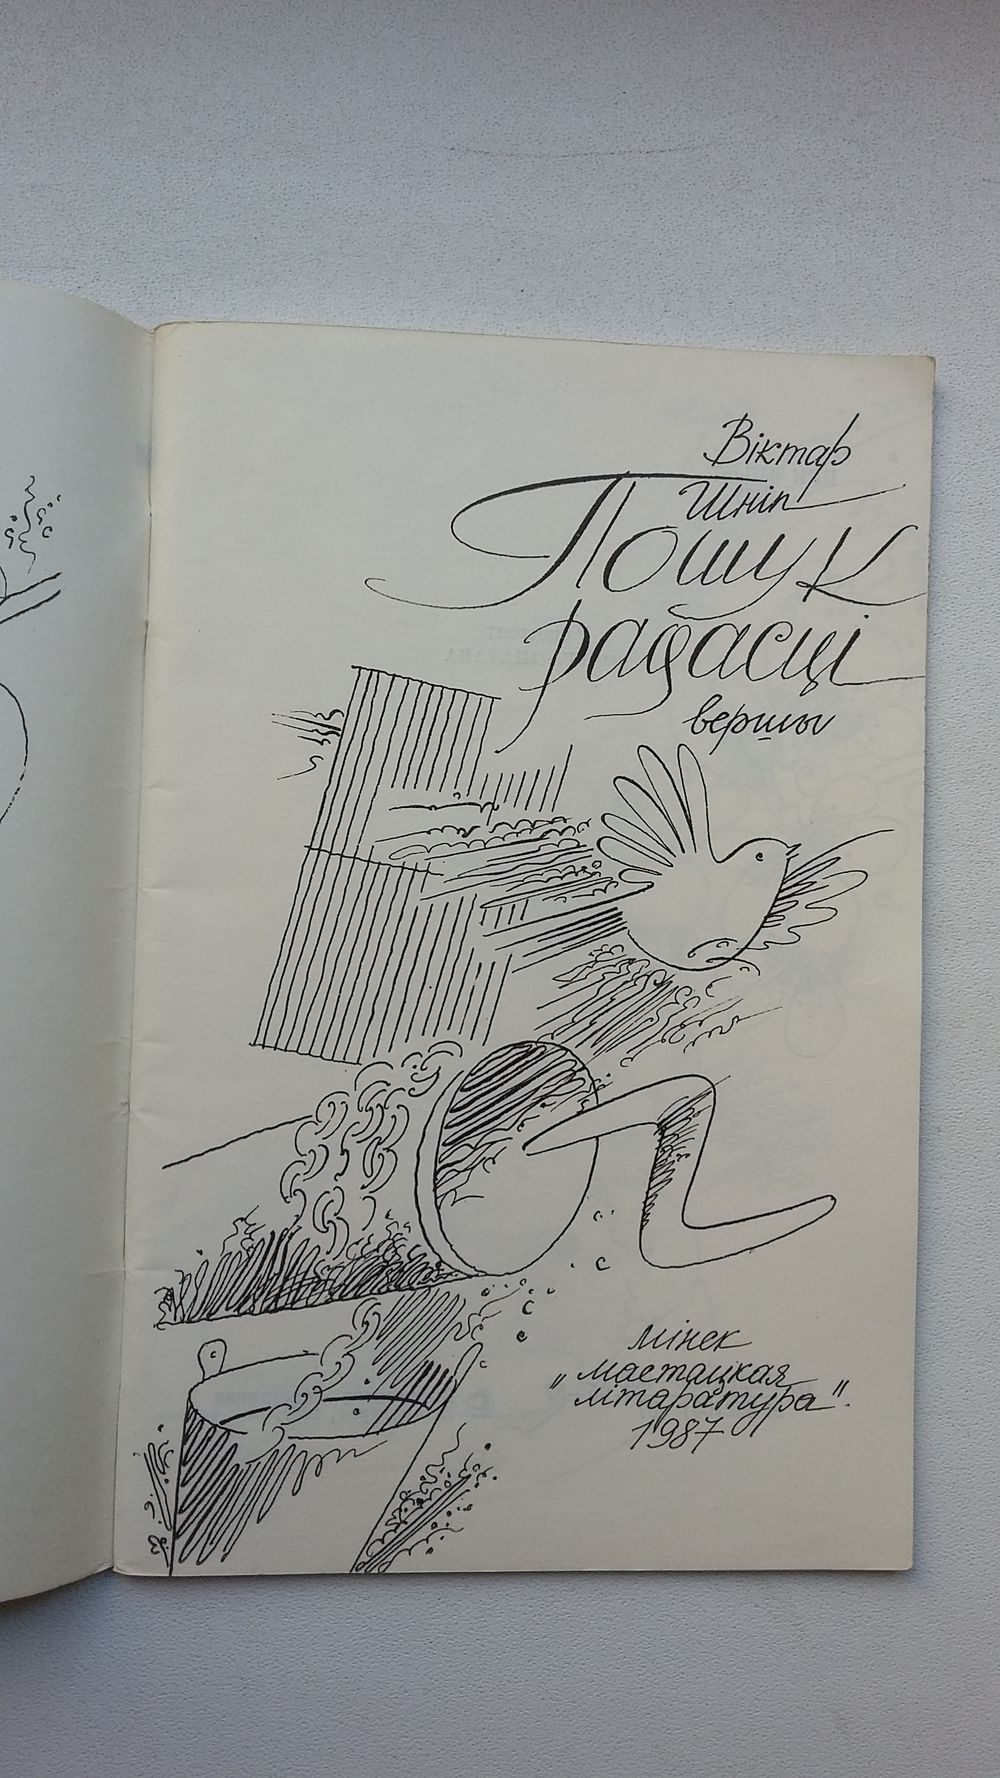 Віктар
Шніп
Пошук
радасці
вершы
Мінск
„Мастацкая
літаратура".
1987